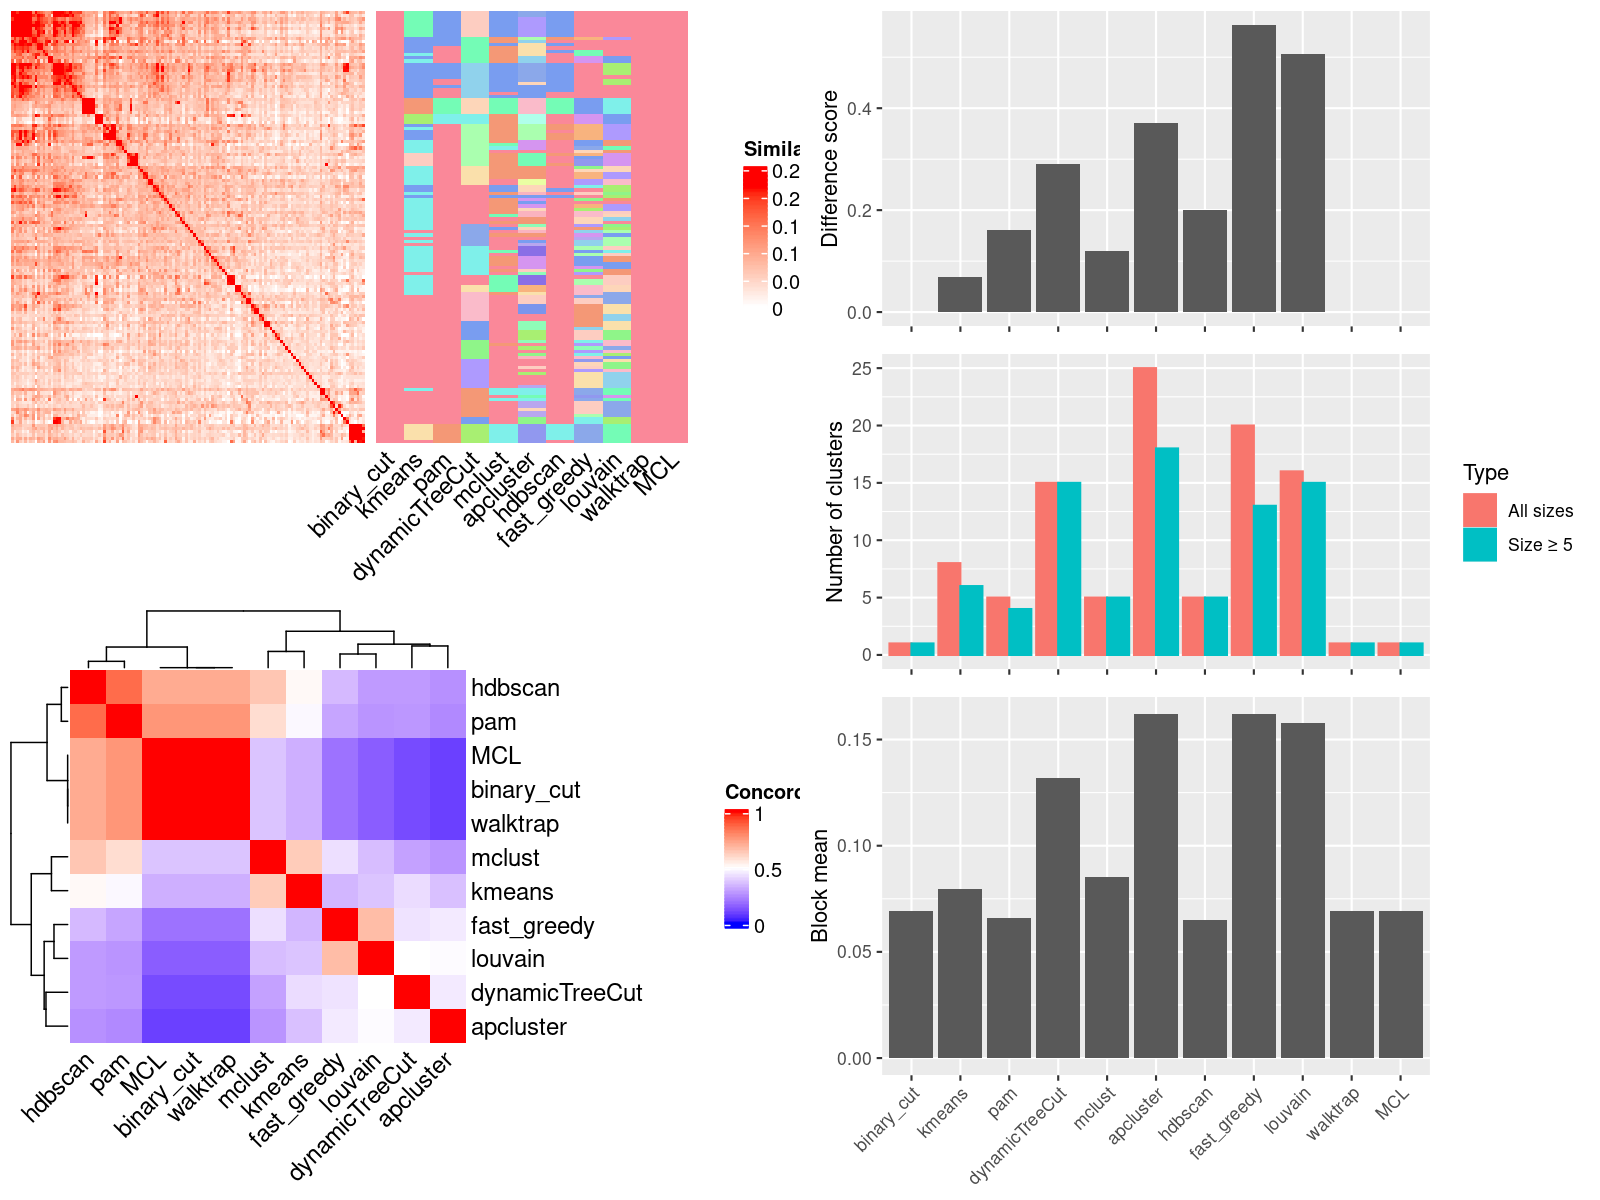 Simila
0.2
0.2
0.1
0.1
0.0
0
binary_cut
kmeans
pam
dynamicTreeCut
mclust
apcluster
hdbscan
fast_greedy
louvain
walktrap
MCL
hdbscan
pam
MCL
binary_cut
walktrap
mclust
kmeans
fast_greedy
louvain
dynamicTreeCut
apcluster
hdbscan
pam
MCL
binary_cut
walktrap
mclust
kmeans
fast_greedy
louvain
dynamicTreeCut
apcluster
Concord
1
0.5
0
Difference score
0.4
0.2
0.0
Number of clusters
25
20
15
10
5
0
Type
All sizes
Size ≥ 5
Block mean
0.15
0.10
0.05
0.00
binary_cut
kmeans
pam
dynamicTreeCut
mclust
apcluster
hdbscan
fast_greedy
louvain
walktrap
MCL